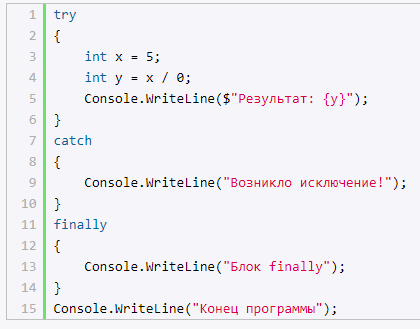 1 try
2 {
3     int x = 5;
4     int y = x / 0;
5     Console.WriteLine($"Результат: {y}");
6 }
7 catch
8 {
9     Console.WriteLine("Возникло исключение!");
10 }
11 finally
12 {
13     Console.WriteLine("Блок finally");
14 }
15 Console.WriteLine("Конец программы");